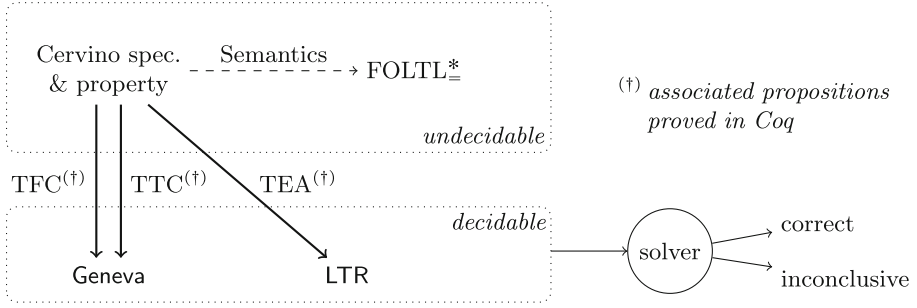 Cervino spec.
& property
Semantics
FOLTL*=
undecidable
(†) associated propositions
proved in Coq
TFC(†)
TTC(†)
TEA(†)
decidable
Geneva
LTR
solver
correct
inconclusive